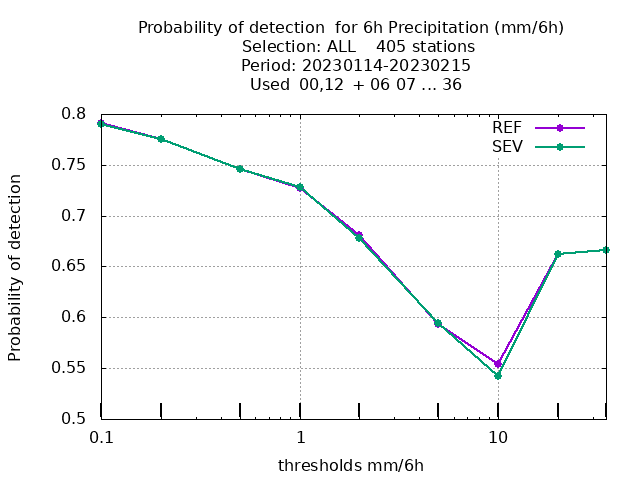 Probability of detection  for 6h Precipitation (mm/6h)
Selection: ALL    405 stations
Period: 20230114-20230215
Used  00,12  + 06 07 ... 36
REF
SEV
0.8
0.75
0.7
0.65
0.6
0.55
0.5
Probability of detection
0.1
1
10
thresholds mm/6h